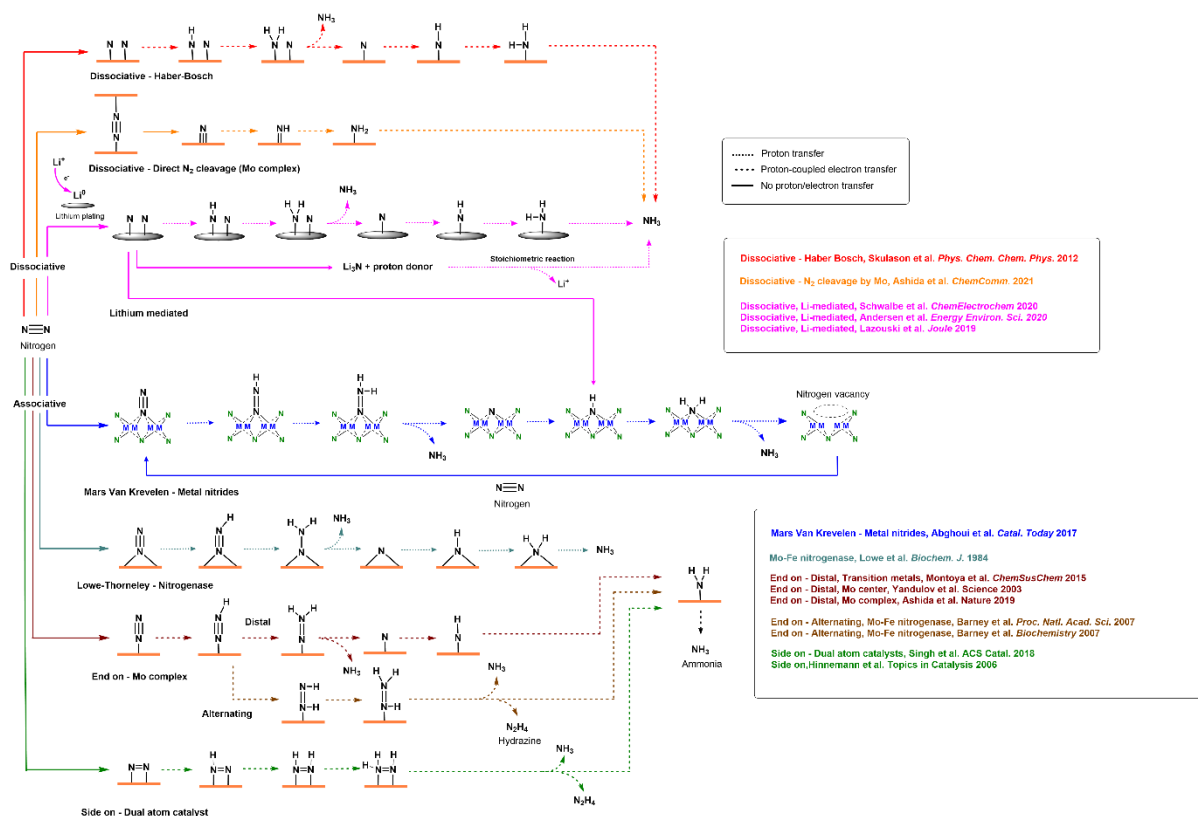 NH3
H
H H
H
H
N N
N N
N N
N
N
H-N
Dissociative - Haber-Bosch
N
N
N
NH
NH2
Dissociative - Direct N2 cleavage (Mo complex)
Li+
e-
Li0
Lithium plating
NH3
H
H H
H
H
N N
N N
N N
N
N
H-N
NH3
Dissociative
Li3N + proton donor
Stoichiometric reaction
Li+
Lithium mediated
N≡N
Nitrogen
Proton transfer
Proton-coupled electron transfer
No proton/electron transfer
Dissociative - Haber Bosch, Skulason et al. Phys. Chem. Chem. Phys. 2012
Dissociative - N2 cleavage by Mo, Ashida et al. ChemComm. 2021
Dissociative, Li-mediated, Schwalbe et al. ChemElectrochem 2020
Dissociative, Li-mediated, Andersen et al. Energy Environ. Sci. 2020
Dissociative, Li-mediated, Lazouski et al. Joule 2019
Associative
N
N
N M M M M N
N N N
H
N
N
N M M M M N
N N N
H
N-H
N
N M M M M N
N N N
NH3
N N N
M M M M
N N N
H
N N N
M M M M
N N N
H H
N N N
M M M M
N N N
NH3
Nitrogen vacancy
N N
M M M M
N N N
Mars Van Krevelen - Metal nitrides
N≡N
Nitrogen
N
N
H
N
N
H H
N
N
NH3
N
H
N
H H
N
NH3
Lowe-Thorneley - Nitrogenase
N
N
H
N
N
Distal
H H
N
N
NH3
N
H
N
End on - Mo complex
Alternating
N-H
N-H
H H
N
N-H
NH3
N2H4
Hydrazine
H H
N
NH3
Ammonia
H
H H
H
H H
N=N
N=N
N=N
N=N
NH3
N2H4
Side on - Dual atom catalyst
Mars Van Krevelen - Metal nitrides, Abghoui et al. Catal. Today 2017
Mo-Fe nitrogenase, Lowe et al. Biochem. J. 1984
End on - Distal, Transition metals, Montoya et al. ChemSusChem 2015
End on - Distal, Mo center, Yandulov et al. Science 2003
End on - Distal, Mo complex, Ashida et al. Nature 2019
End on - Alternating, Mo-Fe nitrogenase, Barney et al. Proc. Natl. Acad. Sci. 2007
End on - Alternating, Mo-Fe nitrogenase, Barney et al. Biochemistry 2007
Side on - Dual atom catalysts, Singh et al. ACS Catal. 2018
Side on,Hinnemann et al. Topics in Catalysis 2006